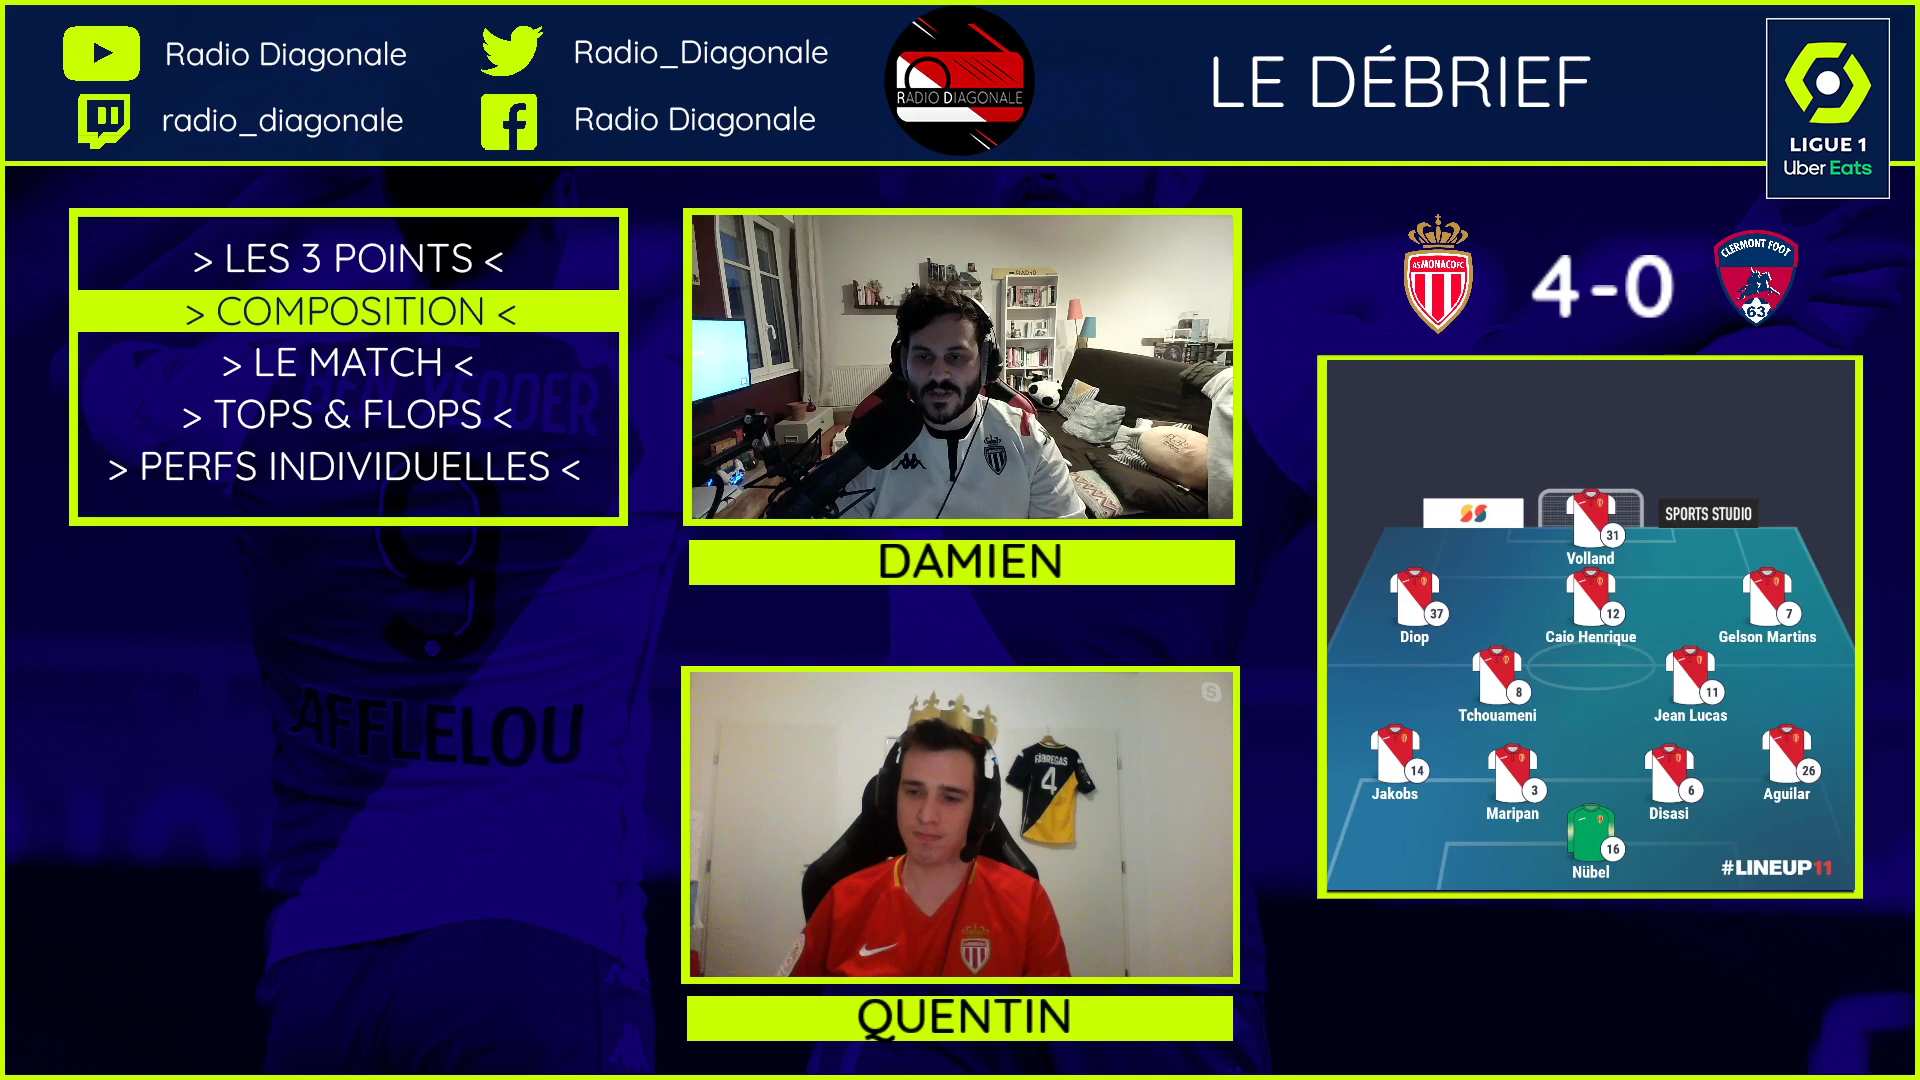 Radio Diagonale
Radio_Diagonale
radio_diagonale
Radio Diagonale
RADIO DIAGONALE
LE DÉBRIEF
LIGUE 1
Uber Eats
> LES 3 POINTS <
> COMPOSITION <
> LE MATCH <
> TOPS & FLOPS <
> PERFS INDIVIDUELLES <
9
AFFLELOU
DAMIEN
FABREGAS
4
QUENTIN
AS MONACO FC
4-0
CLERMONT FOOT
63
SPORTS STUDIO
31
Volland
37
Diop
12
Caio Henrique
7
Gelson Martins
8
Tchouameni
11
Jean Lucas
14
Jakobs
3
Maripan
6
Disasi
26
Aguilar
16
Nübel
#LINEUP11